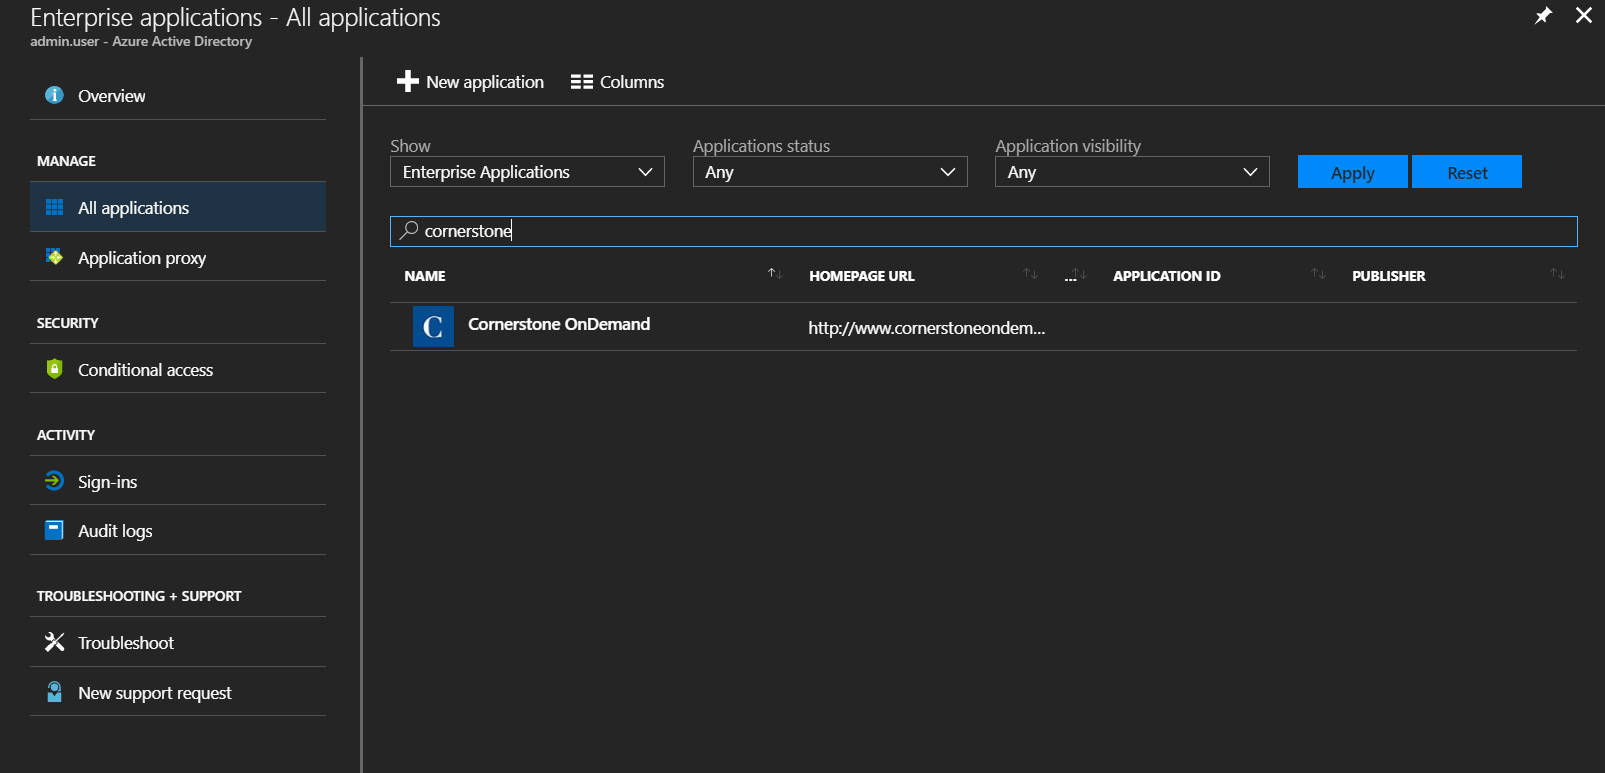 Enterprise applications - All applications
admin.user - Azure Active Directory
Overview
MANAGE
All applications
Application proxy
SECURITY
Conditional access
ACTIVITY
Sign-ins
Audit logs
TROUBLESHOOTING + SUPPORT
Troubleshoot
New support request
New application Columns
Show Applications status Application visibility
Enterprise Applications Any Any Apply Reset
cornerstone
NAME HOMEPAGE URL ... APPLICATION ID PUBLISHER
C Cornerstone OnDemand http://www.cornerstoneondem...